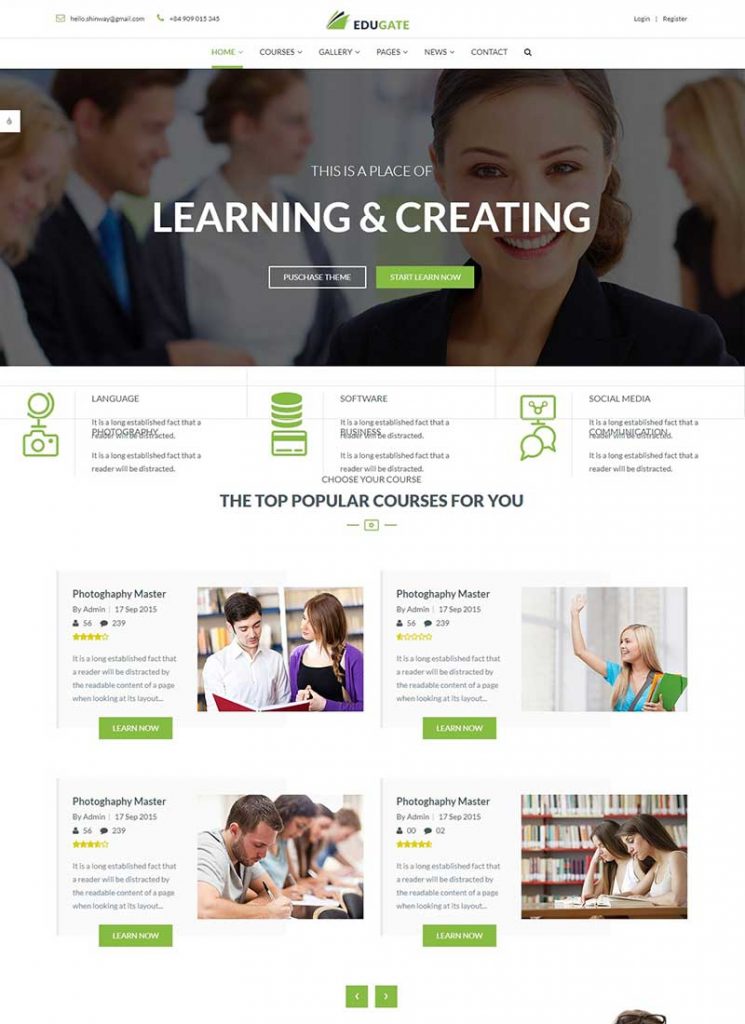 hello.shinway@gmail.com
+84 909 015 345
EDUGATE
Login | Register
HOME COURSES GALLERY PAGES NEWS CONTACT
THIS IS A PLACE OF
LEARNING & CREATING
PUSCHASE THEME
START LEARN NOW
LANGUAGE
It is a long established fact that a
reader will be distracted.
PHOTOGRAPHY
It is a long established fact that a
reader will be distracted.
SOFTWARE
It is a long established fact that a
reader will be distracted.
BUSINESS
It is a long established fact that a
reader will be distracted.
SOCIAL MEDIA
It is a long established fact that a
reader will be distracted.
COMMUNICATION
It is a long established fact that a
reader will be distracted.
CHOOSE YOUR COURSE
THE TOP POPULAR COURSES FOR YOU
Photoghaphy Master
By Admin | 17 Sep 2015
56 239
It is a long established fact that
a reader will be distracted by
the readable content of a page
when looking at its layout...
LEARN NOW
Photoghaphy Master
By Admin | 17 Sep 2015
56 239
It is a long established fact that
a reader will be distracted by
the readable content of a page
when looking at its layout...
LEARN NOW
Photoghaphy Master
By Admin | 17 Sep 2015
56 239
It is a long established fact that
a reader will be distracted by
the readable content of a page
when looking at its layout...
LEARN NOW
Photoghaphy Master
By Admin | 17 Sep 2015
00 02
It is a long established fact that
a reader will be distracted by
the readable content of a page
when looking at its layout...
LEARN NOW